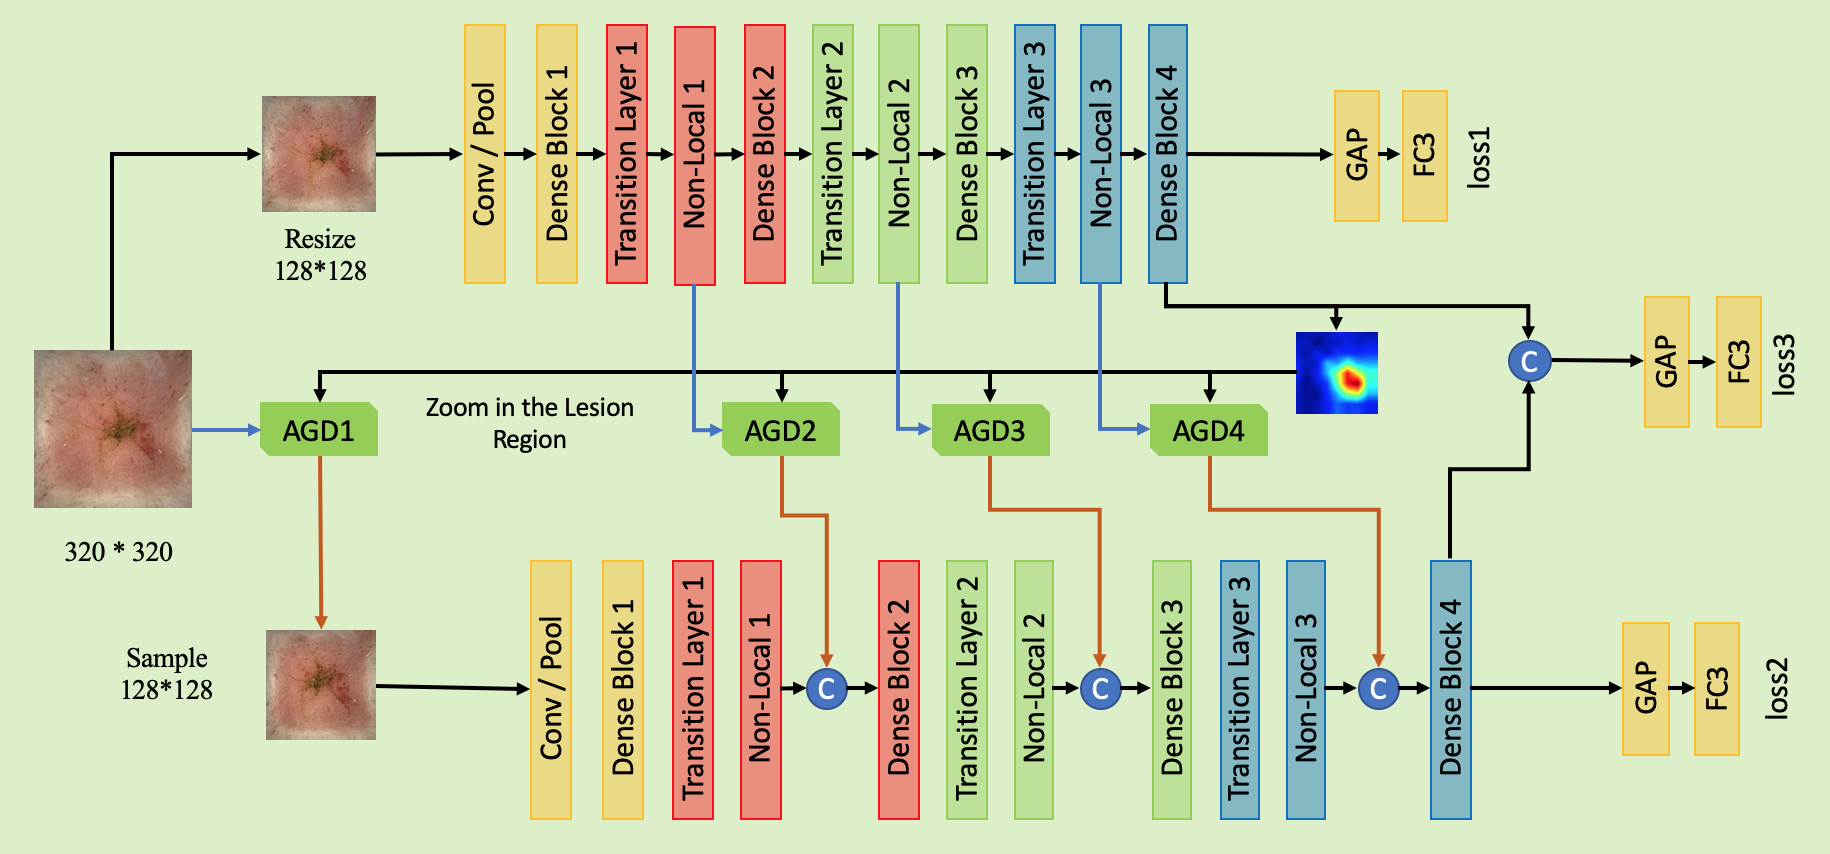 Conv / Pool
Dense Block 1
Transition Layer 1
Non-Local 1
Dense Block 2
Transition Layer 2
Non-Local 2
Dense Block 3
Transition Layer 3
Non-Local 3
Dense Block 4
GAP
FC3
loss1
Resize
128*128
320 * 320
AGD1
Zoom in the Lesion
Region
AGD2
AGD3
AGD4
C
GAP
FC3
loss3
Sample
128*128
Conv / Pool
Dense Block 1
Transition Layer 1
Non-Local 1
C
Dense Block 2
Transition Layer 2
Non-Local 2
C
Dense Block 3
Transition Layer 3
Non-Local 3
C
Dense Block 4
GAP
FC3
loss2